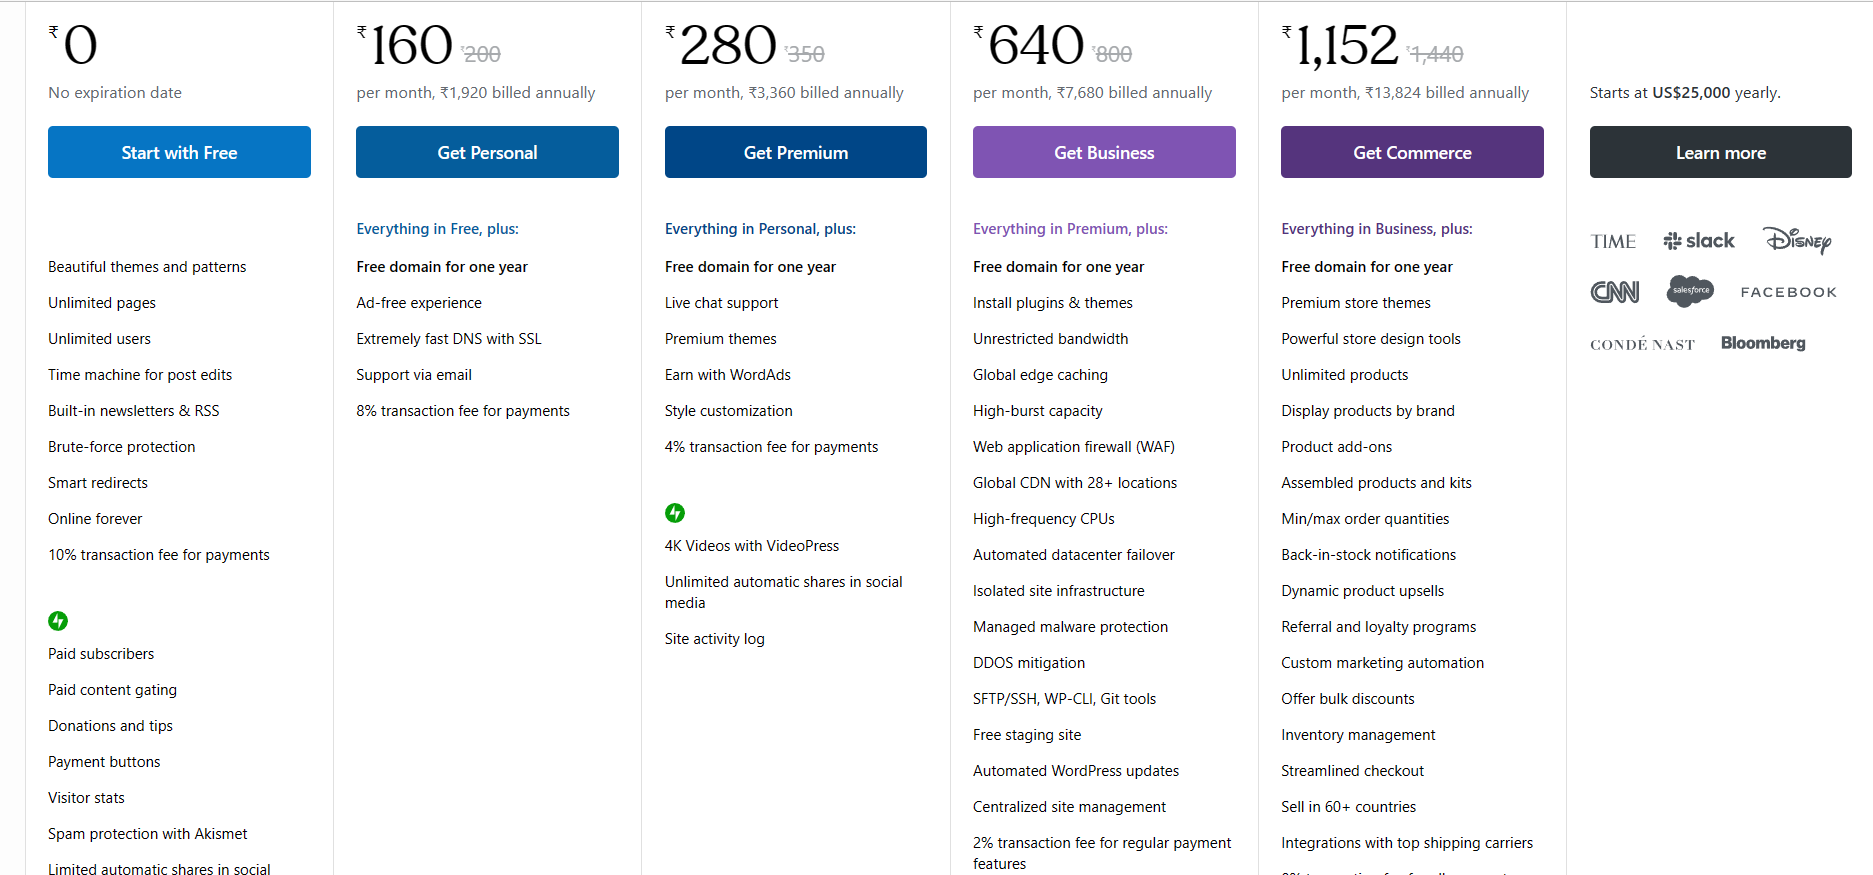 ₹0
No expiration date
Start with Free
Beautiful themes and patterns
Unlimited pages
Unlimited users
Time machine for post edits
Built-in newsletters & RSS
Brute-force protection
Smart redirects
Online forever
10% transaction fee for payments
Paid subscribers
Paid content gating
Donations and tips
Payment buttons
Visitor stats
Spam protection with Akismet
Limited automatic shares in social
₹160 ₹200
per month, ₹1,920 billed annually
Get Personal
Everything in Free, plus:
Free domain for one year
Ad-free experience
Extremely fast DNS with SSL
Support via email
8% transaction fee for payments
₹280 ₹350
per month, ₹3,360 billed annually
Get Premium
Everything in Personal, plus:
Free domain for one year
Live chat support
Premium themes
Earn with WordAds
Style customization
4% transaction fee for payments
4K Videos with VideoPress
Unlimited automatic shares in social
media
Site activity log
₹640 ₹800
per month, ₹7,680 billed annually
Get Business
Everything in Premium, plus:
Free domain for one year
Install plugins & themes
Unrestricted bandwidth
Global edge caching
High-burst capacity
Web application firewall (WAF)
Global CDN with 28+ locations
High-frequency CPUs
Automated datacenter failover
Isolated site infrastructure
Managed malware protection
DDOS mitigation
SFTP/SSH, WP-CLI, Git tools
Free staging site
Automated WordPress updates
Centralized site management
2% transaction fee for regular payment
features
₹1,152 ₹1,440
per month, ₹13,824 billed annually
Get Commerce
Everything in Business, plus:
Free domain for one year
Premium store themes
Powerful store design tools
Unlimited products
Display products by brand
Product add-ons
Assembled products and kits
Min/max order quantities
Back-in-stock notifications
Dynamic product upsells
Referral and loyalty programs
Custom marketing automation
Offer bulk discounts
Inventory management
Streamlined checkout
Sell in 60+ countries
Integrations with top shipping carriers
Starts at US$25,000 yearly.
Learn more
TIME slack Disney
CNN salesforce FACEBOOK
CONDÉ NAST Bloomberg